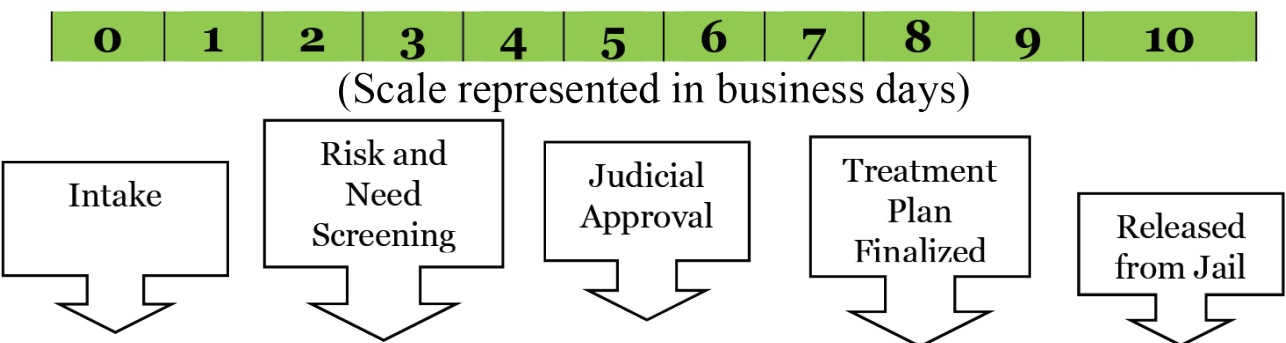 0 1 2 3 4 5 6 7 8 9 10
(Scale represented in business days)
Intake
Risk and
Need
Screening
Judicial
Approval
Treatment
Plan
Finalized
Released
from Jail